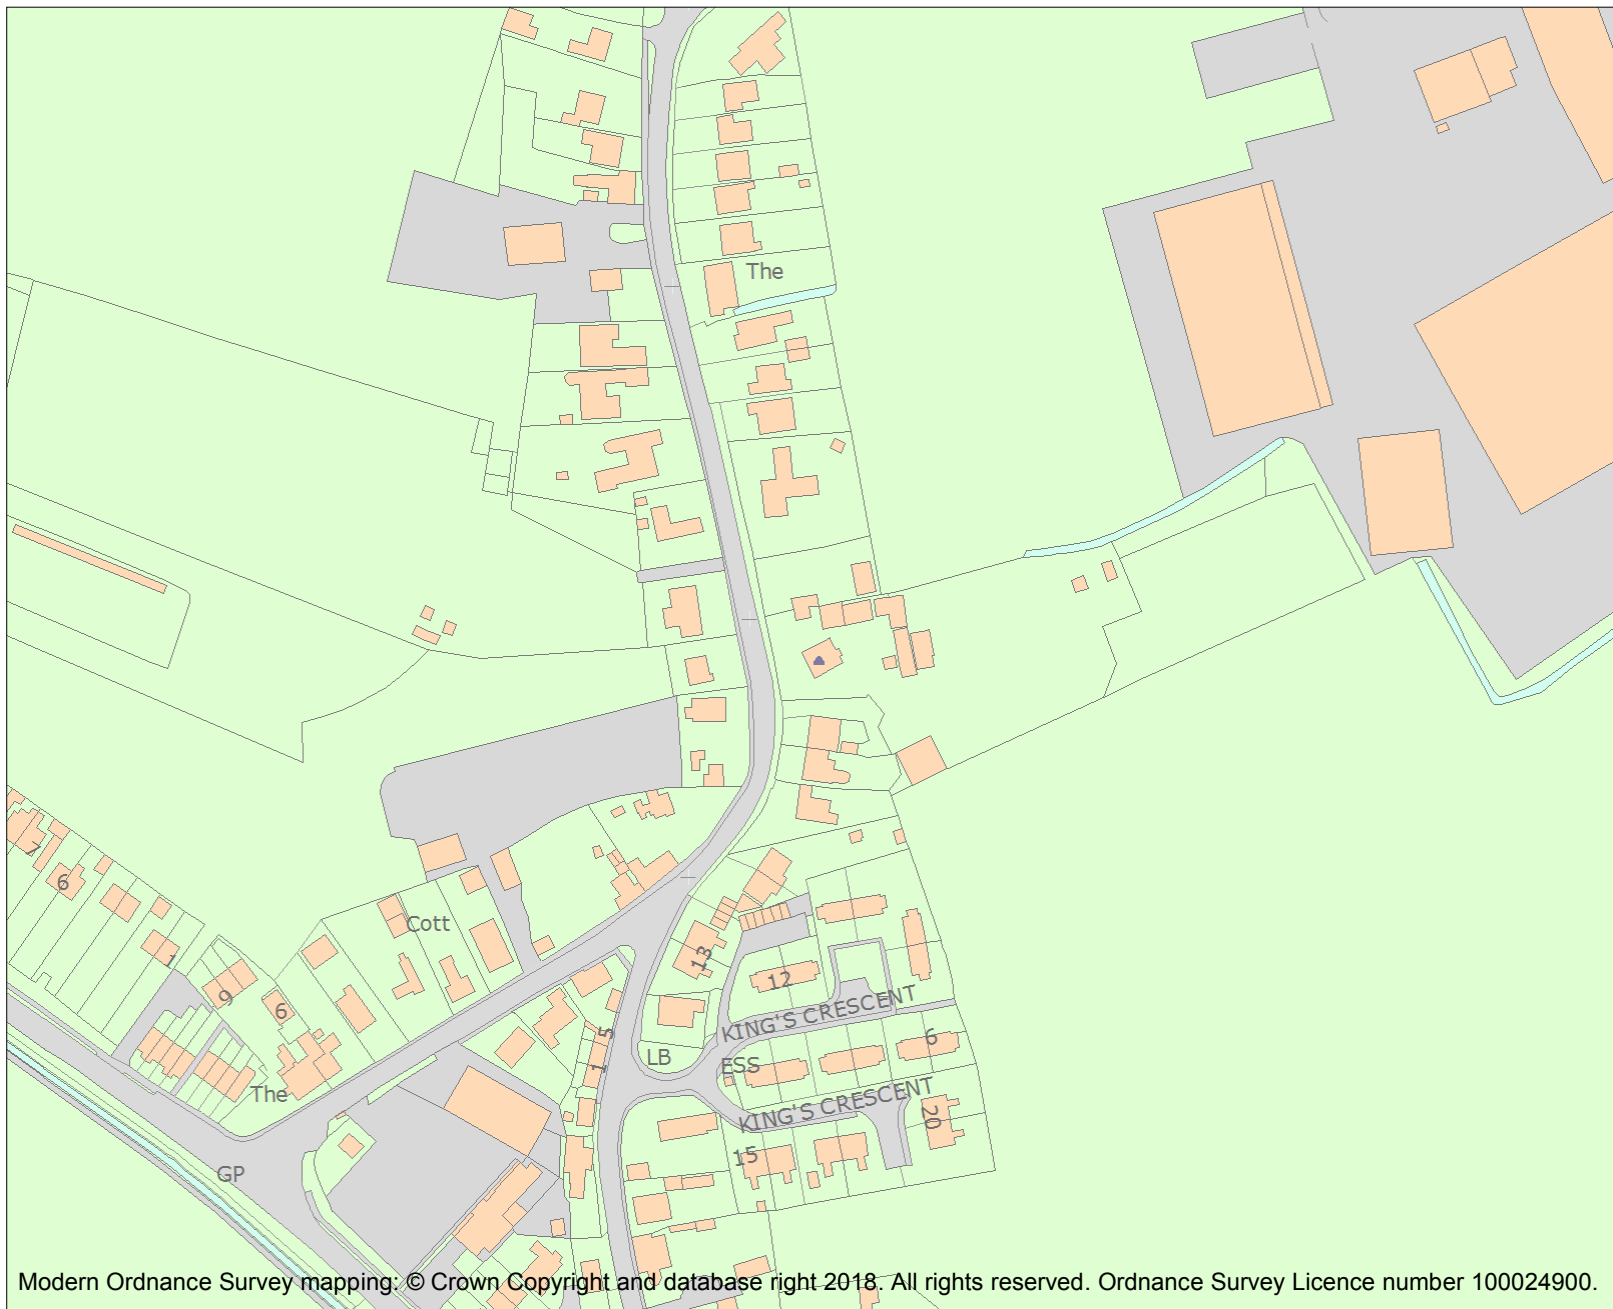 The
7
6
Cott
1
9
6
13
12
KING'S CRESCENT
5
LB
ESS
6
1
The
KING'S CRESCENT
20
15
GP
Modern Ordnance Survey mapping: © Crown Copyright and database right 2018. All rights reserved. Ordnance Survey Licence number 100024900.